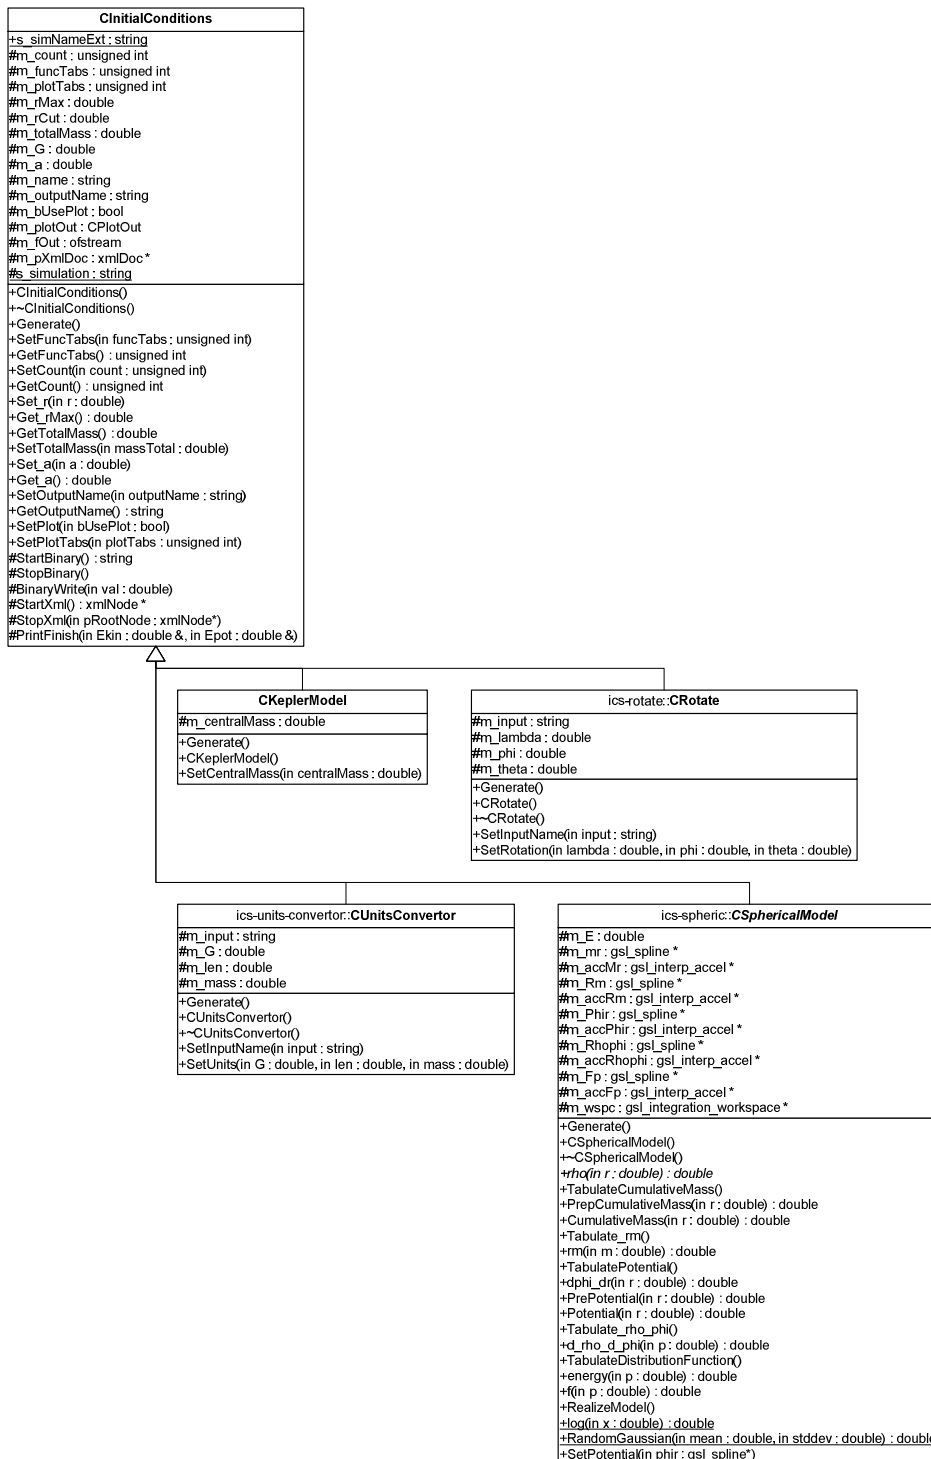 CInitialConditions
+s_simNameExt : string
#m_count : unsigned int
#m_funcTabs : unsigned int
#m_plotTabs : unsigned int
#m_rMax : double
#m_rCut : double
#m_totalMass : double
#m_G : double
#m_a : double
#m_name : string
#m_outputName : string
#m_bUsePlot : bool
#m_plotOut : CPlotOut
#m_fOut : ofstream
#m_pXmlDoc : xmlDoc *
#s_simulation : string
+CInitialConditions()
+~CInitialConditions()
+Generate()
+SetFuncTabs(in funcTabs : unsigned int)
+GetFuncTabs() : unsigned int
+SetCount(in count : unsigned int)
+GetCount() : unsigned int
+Set_r(in r : double)
+Get_rMax() : double
+GetTotalMass() : double
+SetTotalMass(in massTotal : double)
+Set_a(in a : double)
+Get_a() : double
+SetOutputName(in outputName : string)
+GetOutputName() : string
+SetPlot(in bUsePlot : bool)
+SetPlotTabs(in plotTabs : unsigned int)
#StartBinary() : string
#StopBinary()
#BinaryWrite(in val : double)
#StartXml() : xmlNode *
#StopXml(in pRootNode : xmlNode*)
#PrintFinish(in Ekin : double &, in Epot : double &)
CKeplerModel
#m_centralMass : double
+Generate()
+CKeplerModel()
+SetCentralMass(in centralMass : double)
ics-rotate::CRotate
#m_input : string
#m_lambda : double
#m_phi : double
#m_theta : double
+Generate()
+CRotate()
+~CRotate()
+SetInputName(in input : string)
+SetRotation(in lambda : double, in phi : double, in theta : double)
ics-units-convertor::CUnitsConvertor
#m_input : string
#m_G : double
#m_len : double
#m_mass : double
+Generate()
+CUnitsConvertor()
+~CUnitsConvertor()
+SetInputName(in input : string)
+SetUnits(in G : double, in len : double, in mass : double)
ics-spheric::CSphericalModel
#m_E : double
#m_mr : gsl_spline *
#m_accMr : gsl_interp_accel *
#m_Rm : gsl_spline *
#m_accRm : gsl_interp_accel *
#m_Phir : gsl_spline *
#m_accPhir : gsl_interp_accel *
#m_Rhophi : gsl_spline *
#m_accRhophi : gsl_interp_accel *
#m_Fp : gsl_spline *
#m_accFp : gsl_interp_accel *
#m_wspc : gsl_integration_workspace *
+Generate()
+CSphericalModel()
+~CSphericalModel()
+rho(in r : double) : double
+TabulateCumulativeMass()
+PrepCumulativeMass(in r : double) : double
+CumulativeMass(in r : double) : double
+Tabulate_rm()
+rm(in m : double) : double
+TabulatePotential()
+dphi_dr(in r : double) : double
+PrePotential(in r : double) : double
+Potential(in r : double) : double
+Tabulate_rho_phi()
+d_rho_d_phi(in p : double) : double
+TabulateDistributionFunction()
+energy(in p : double) : double
+f(in p : double) : double
+RealizeModel()
+log(in x : double) : double
+RandomGaussian(in mean : double, in stddev : double) : double
+SetPotential(in phir : gsl_spline*)